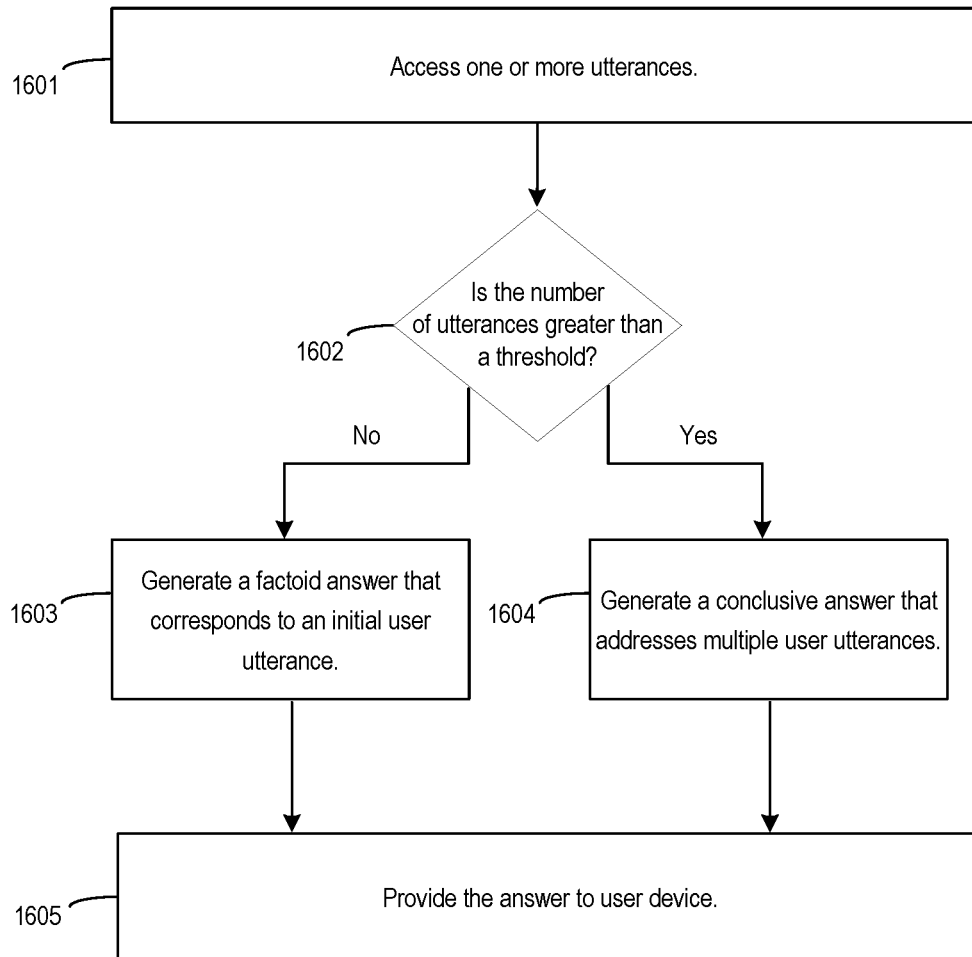 1601
Access one or more utterances.
1602
Is the number
of utterances greater than
a threshold?
No
Yes
1603
Generate a factoid answer that
corresponds to an initial user
utterance.
1604
Generate a conclusive answer that
addresses multiple user utterances.
1605
Provide the answer to user device.